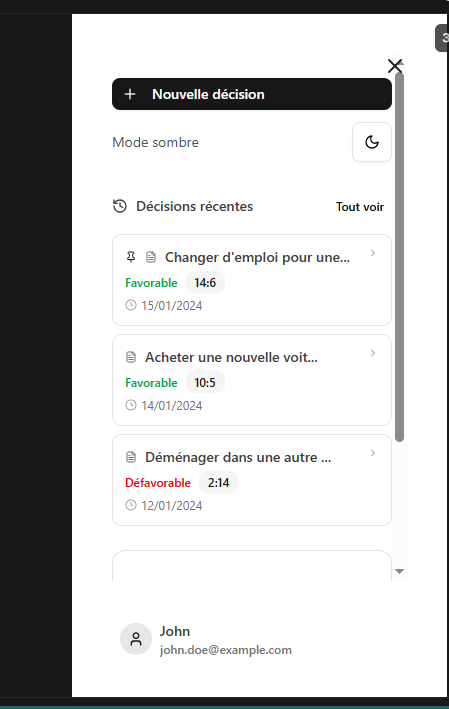 3
Nouvelle décision
Mode sombre
Décisions récentes Tout voir
Changer d'emploi pour une...
Favorable 14:6
15/01/2024
Acheter une nouvelle voit...
Favorable 10:5
14/01/2024
Déménager dans une autre ...
Défavorable 2:14
12/01/2024
John
john.doe@example.com